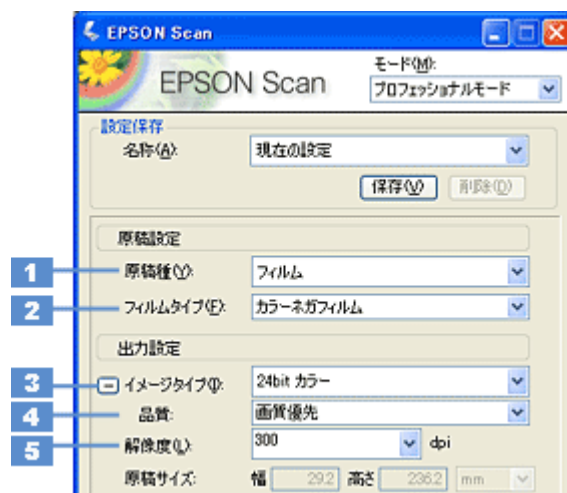 EPSON Scan
EPSON Scan
モード(M):
プロフェッショナルモード
設定保存
名称(A): 現在の設定
保存(V) 削除(D)
原稿設定
1 原稿種(Y): フィルム
2 フィルムタイプ(F): カラーネガフィルム
出力設定
3 イメージタイプ(I): 24bit カラー
4 品質: 画質優先
5 解像度(L): 300 dpi
原稿サイズ: 幅 29.2 高さ 236.2 mm